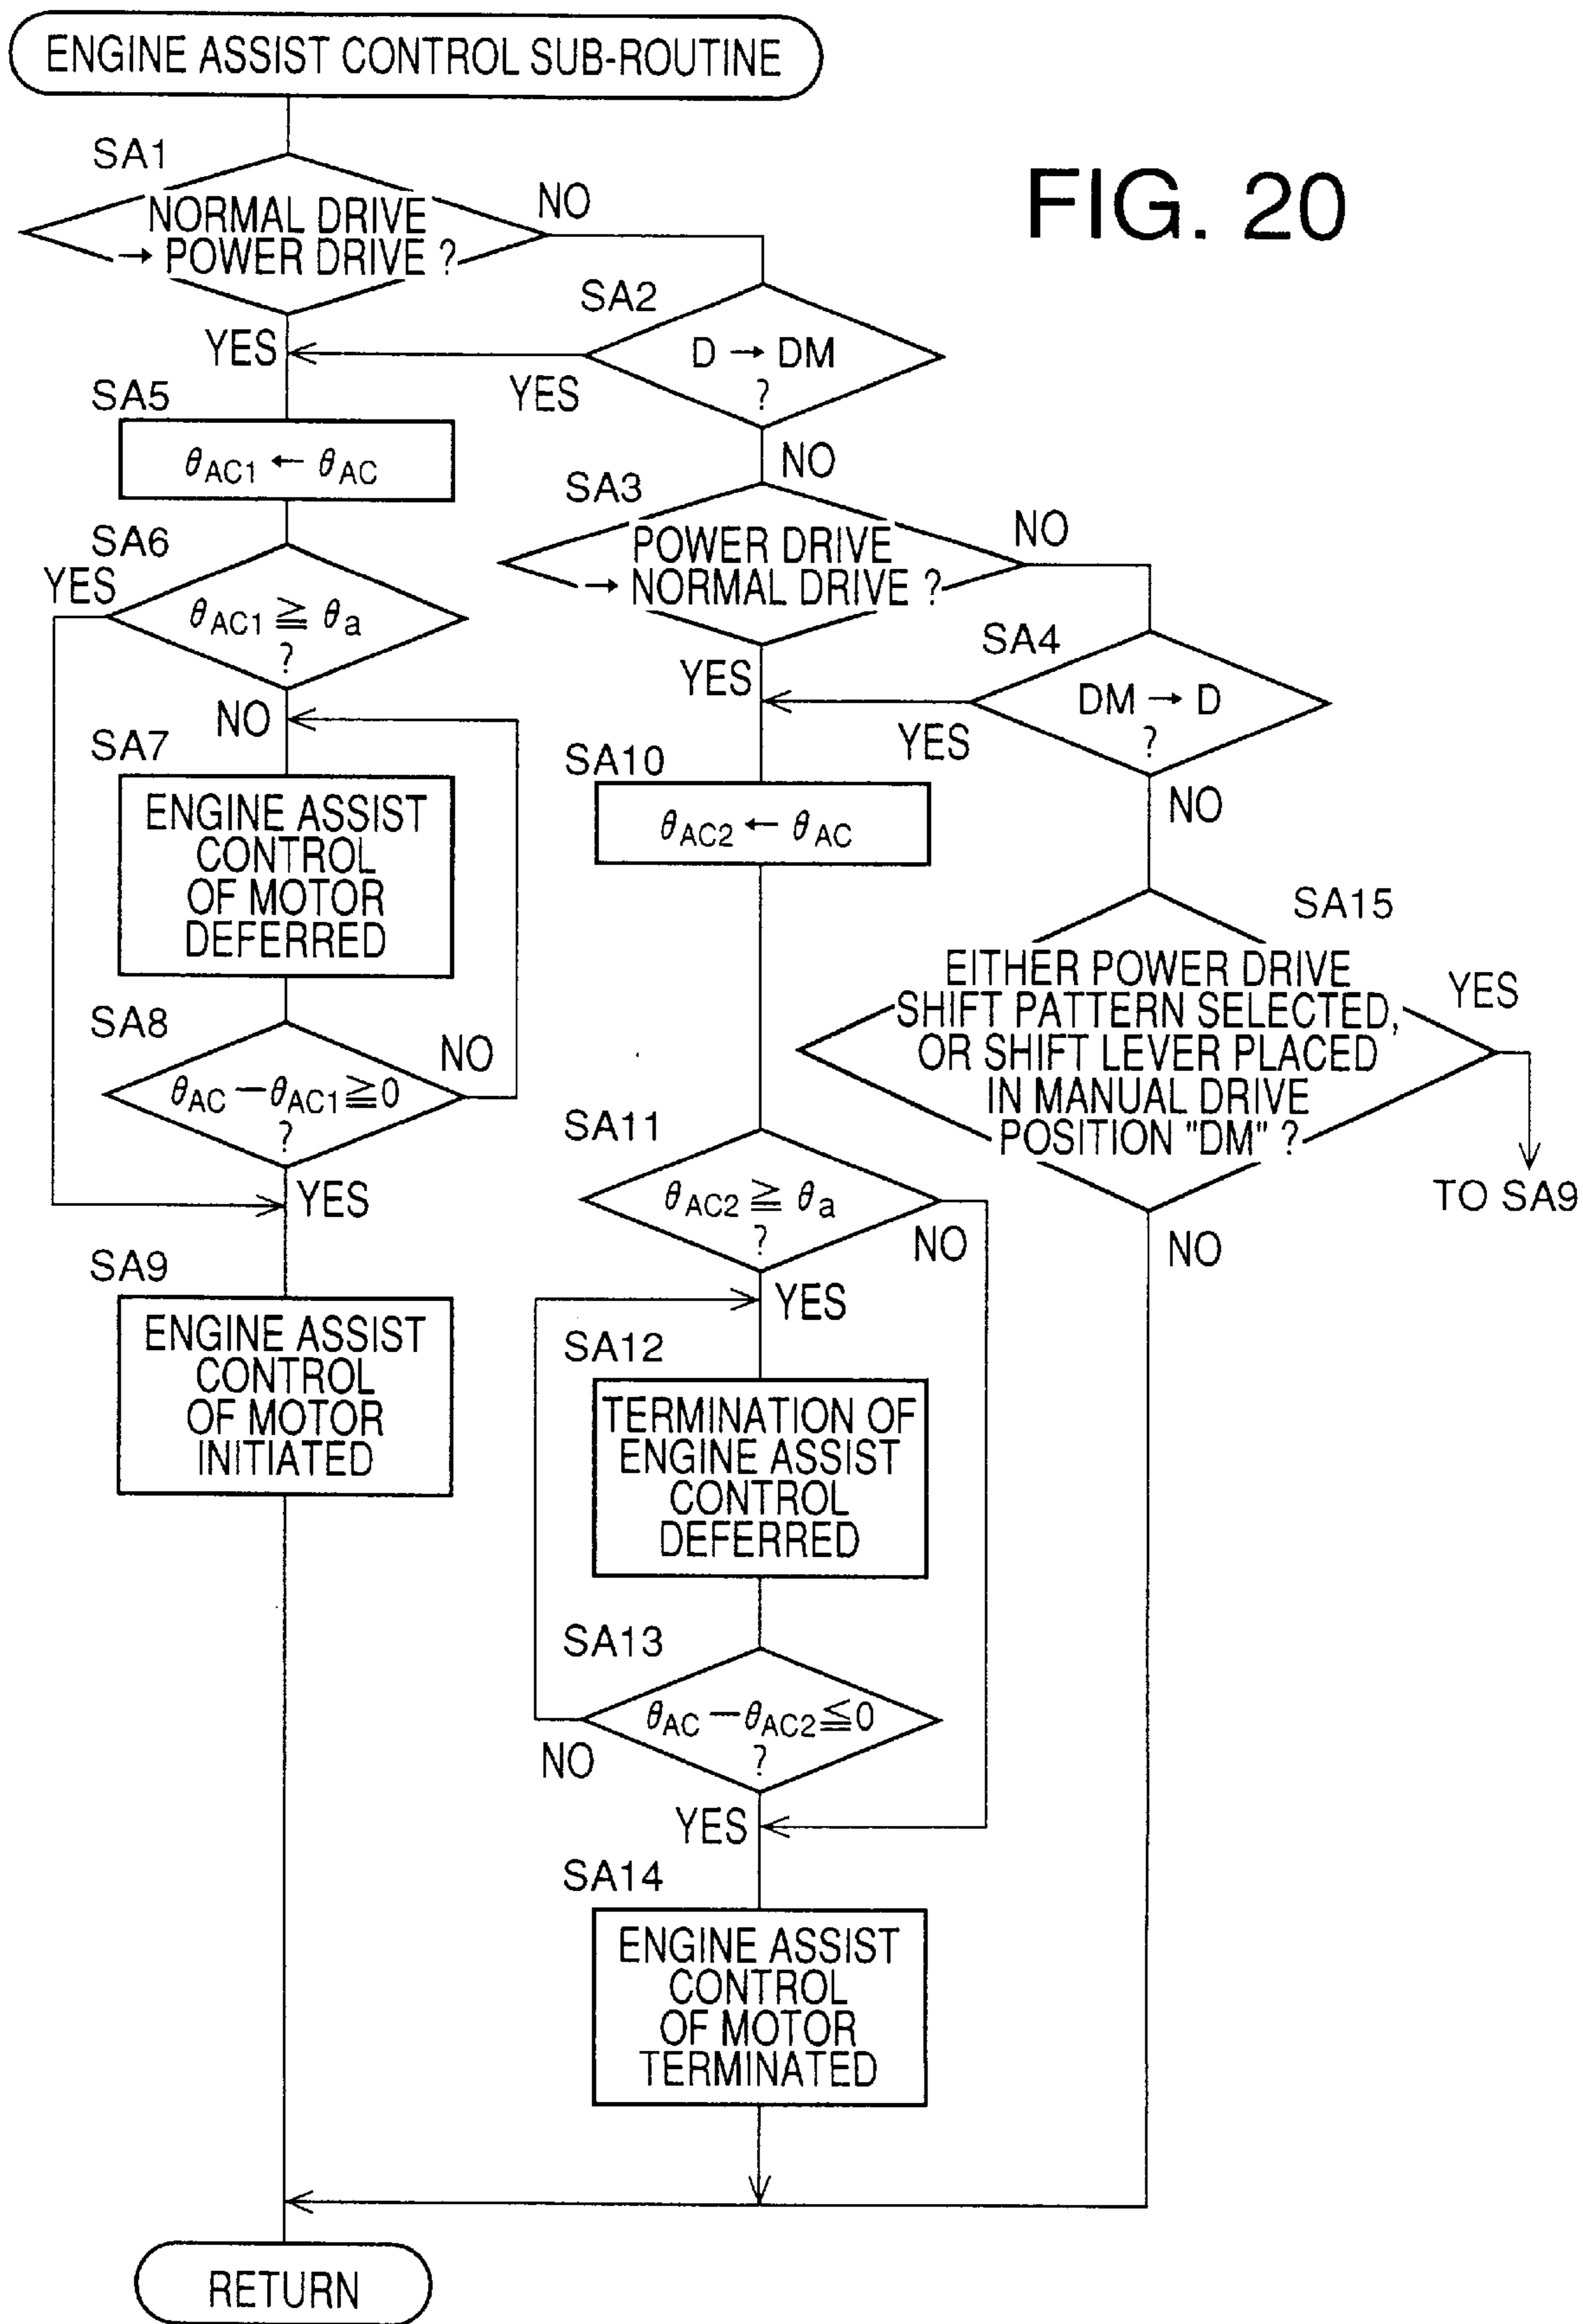 ENGINE ASSIST CONTROL SUB-ROUTINE
FIG. 20
SA1
NORMAL DRIVE
→ POWER DRIVE ?
NO
YES
SA2
D → DM
?
YES
NO
SA5
θAC1 ← θAC
SA3
POWER DRIVE
→ NORMAL DRIVE ?
NO
YES
SA6
YES
θAC1 ≧ θa
?
NO
SA4
DM → D
?
YES
NO
SA7
ENGINE ASSIST
CONTROL
OF MOTOR
DEFERRED
SA10
θAC2 ← θAC
SA15
EITHER POWER DRIVE
SHIFT PATTERN SELECTED,
OR SHIFT LEVER PLACED
IN MANUAL DRIVE
POSITION "DM" ?
YES
TO SA9
NO
SA8
θAC − θAC1 ≧ 0
?
NO
YES
SA11
θAC2 ≧ θa
?
NO
YES
SA9
ENGINE ASSIST
CONTROL
OF MOTOR
INITIATED
SA12
TERMINATION OF
ENGINE ASSIST
CONTROL
DEFERRED
SA13
θAC − θAC2 ≦ 0
?
NO
YES
SA14
ENGINE ASSIST
CONTROL
OF MOTOR
TERMINATED
RETURN